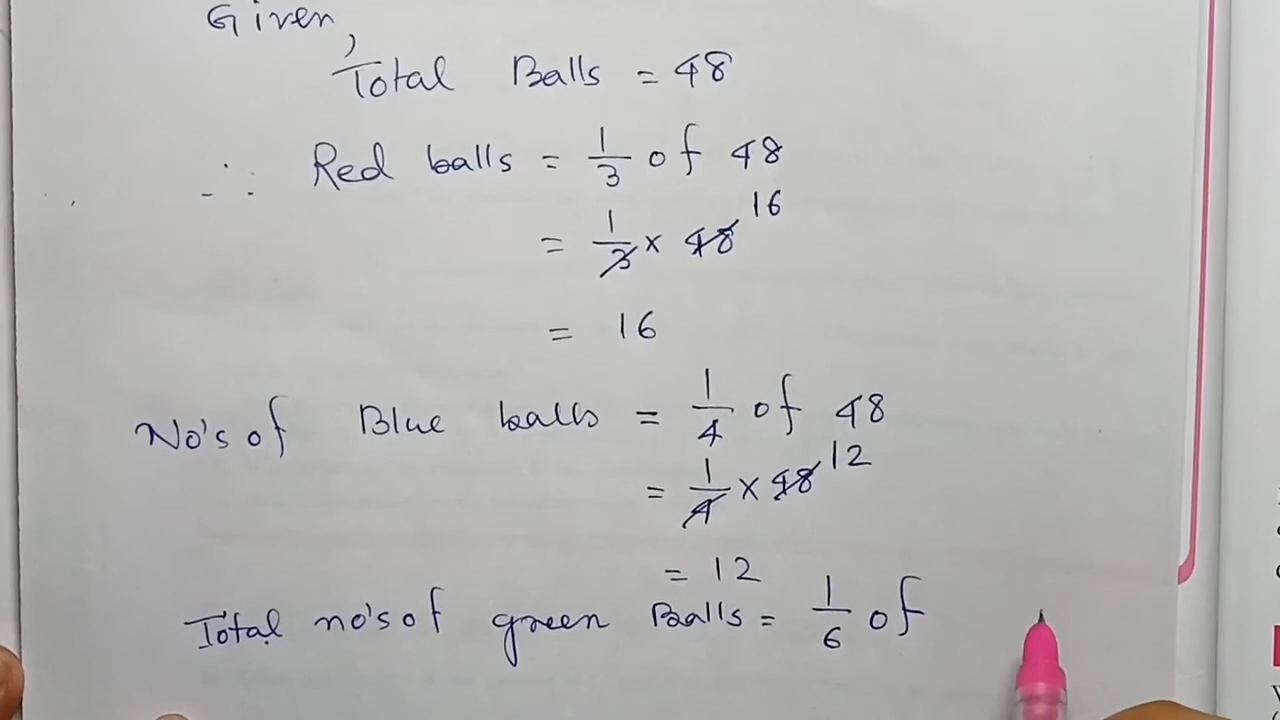 Given,
Total Balls = 48
∴ Red balls = 1/3 of 48
= 1/3 × 48 16
= 16
No's of Blue balls = 1/4 of 48
= 1/4 × 48 12
= 12
Total no's of green Balls = 1/6 of